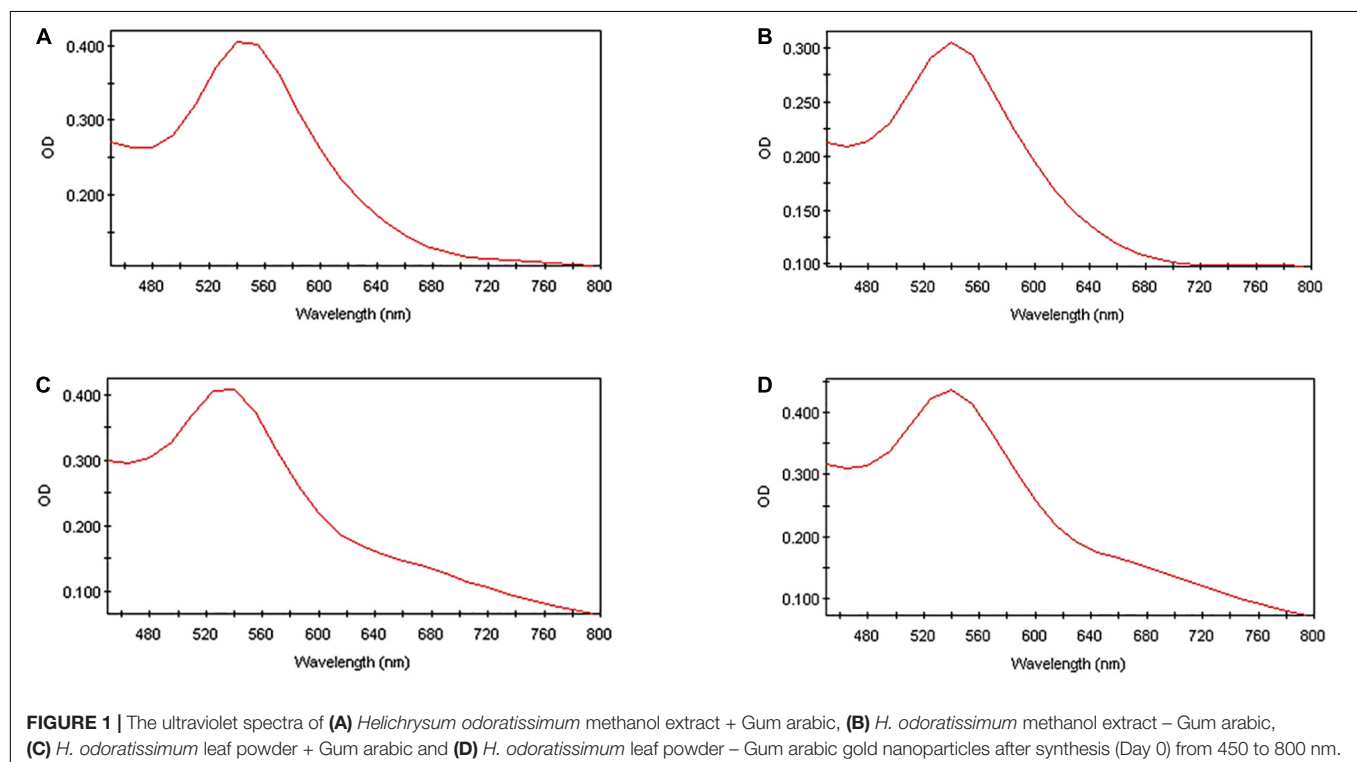 A
0.400
0.300
0.200
OD
480 520 560 600 640 680 720 760 800
Wavelength (nm)
B
0.300
0.250
0.200
0.150
0.100
OD
480 520 560 600 640 680 720 760 800
Wavelength (nm)
C
0.400
0.300
0.200
0.100
OD
480 520 560 600 640 680 720 760 800
Wavelength (nm)
D
0.400
0.300
0.200
0.100
OD
480 520 560 600 640 680 720 760 800
Wavelength (nm)
FIGURE 1 | The ultraviolet spectra of (A) Helichrysum odoratissimum methanol extract + Gum arabic, (B) H. odoratissimum methanol extract – Gum arabic,
(C) H. odoratissimum leaf powder + Gum arabic and (D) H. odoratissimum leaf powder – Gum arabic gold nanoparticles after synthesis (Day 0) from 450 to 800 nm.